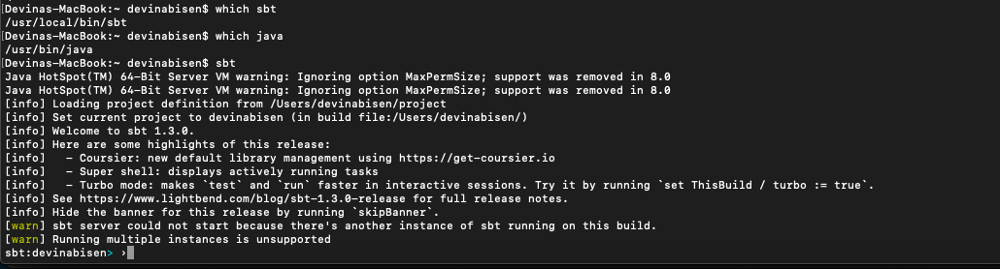 [Devinas-MacBook:~ devinabisen$ which sbt
/usr/local/bin/sbt
[Devinas-MacBook:~ devinabisen$ which java
/usr/bin/java
[Devinas-MacBook:~ devinabisen$ sbt
Java HotSpot(TM) 64-Bit Server VM warning: Ignoring option MaxPermSize; support was removed in 8.0
Java HotSpot(TM) 64-Bit Server VM warning: Ignoring option MaxPermSize; support was removed in 8.0
[info] Loading project definition from /Users/devinabisen/project
[info] Set current project to devinabisen (in build file:/Users/devinabisen/)
[info] Welcome to sbt 1.3.0.
[info] Here are some highlights of this release:
[info]   - Coursier: new default library management using https://get-coursier.io
[info]   - Super shell: displays actively running tasks
[info]   - Turbo mode: makes `test` and `run` faster in interactive sessions. Try it by running `set ThisBuild / turbo := true`.
[info] See https://www.lightbend.com/blog/sbt-1.3.0-release for full release notes.
[info] Hide the banner for this release by running `skipBanner`.
[warn] sbt server could not start because there's another instance of sbt running on this build.
[warn] Running multiple instances is unsupported
sbt:devinabisen> ›